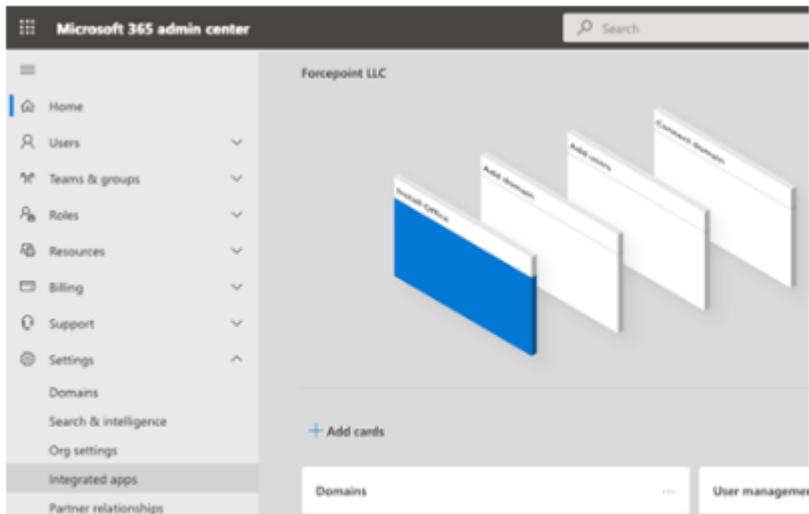 Microsoft 365 admin center
Search
Forcepoint LLC
Home
Users
Teams & groups
Roles
Resources
Billing
Support
Settings
Domains
Search & intelligence
Org settings
Integrated apps
Partner relationships
Install Office
Add domain
Add users
Connect domain
Add cards
Domains
User manageme